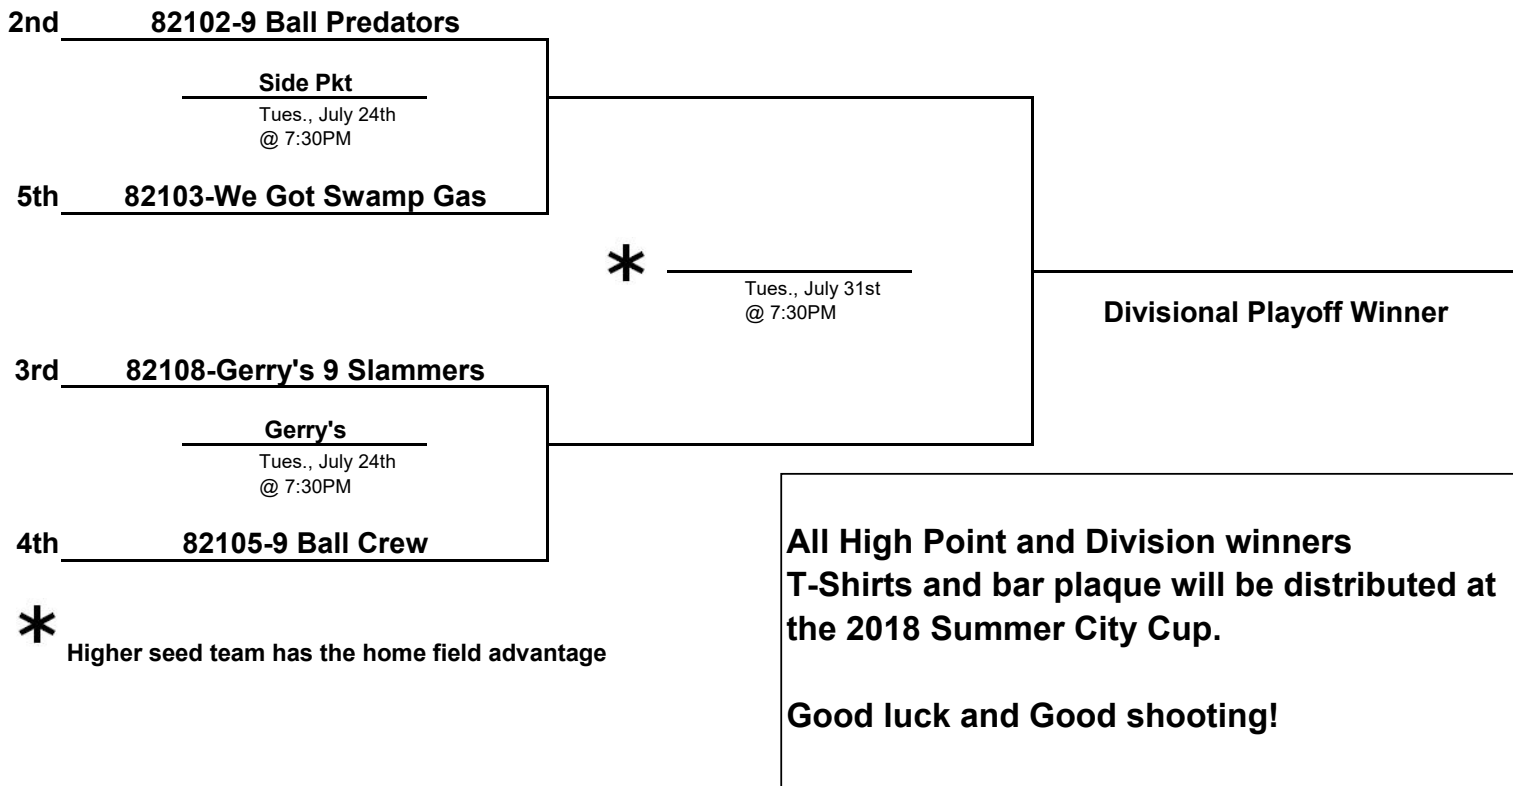 2nd 82102-9 Ball Predators
Side Pkt
Tues., July 24th
@ 7:30PM
5th 82103-We Got Swamp Gas
*
Tues., July 31st
@ 7:30PM
Divisional Playoff Winner
3rd 82108-Gerry's 9 Slammers
Gerry's
Tues., July 24th
@ 7:30PM
4th 82105-9 Ball Crew
* Higher seed team has the home field advantage
All High Point and Division winners
T-Shirts and bar plaque will be distributed at
the 2018 Summer City Cup.
Good luck and Good shooting!